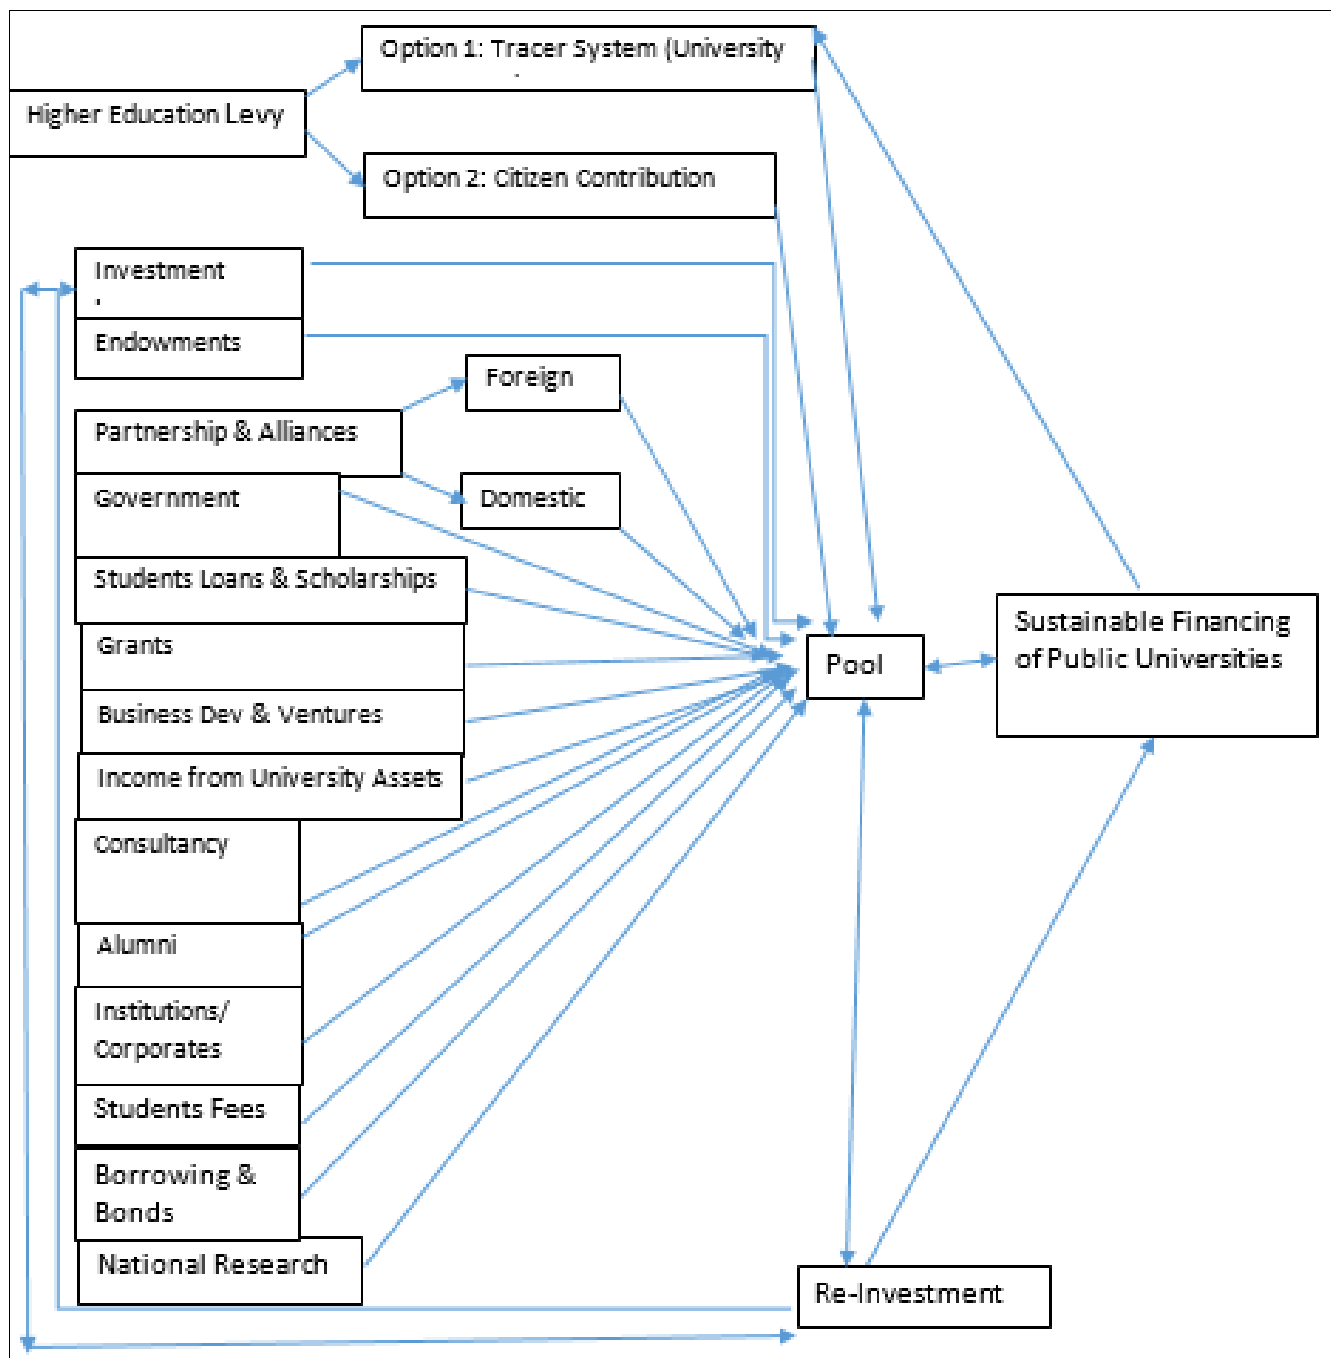 Option 1: Tracer System (University
Higher Education Levy
Option 2: Citizen Contribution
Investment
Endowments
Foreign
Partnership & Alliances
Government
Domestic
Students Loans & Scholarships
Sustainable Financing
of Public Universities
Grants
Pool
Business Dev & Ventures
Income from University Assets
Consultancy
Alumni
Institutions/
Corporates
Students Fees
Borrowing &
Bonds
National Research
Re-Investment